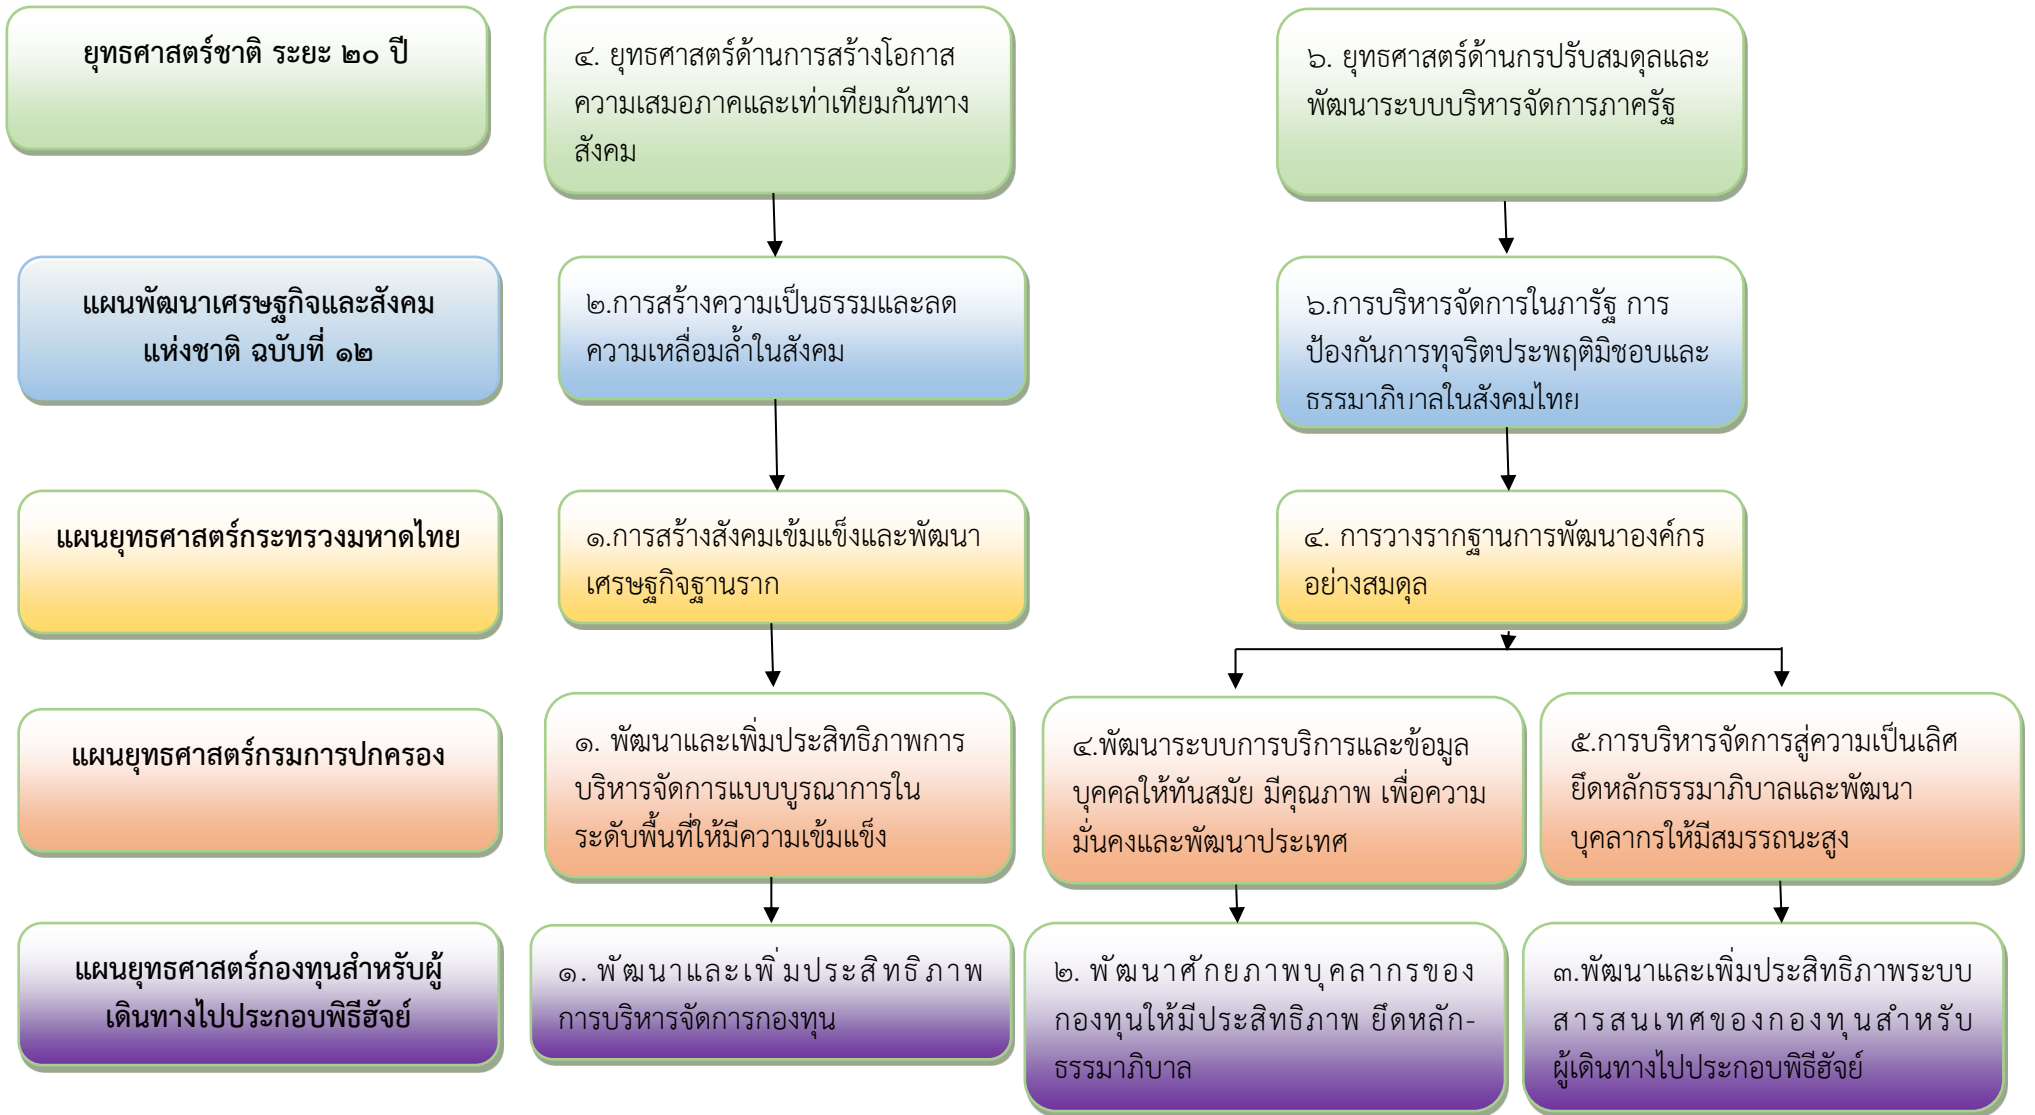 ยุทธศาสตร์ชาติ ระยะ ๒๐ ปี
๔. ยุทธศาสตร์ด้านการสร้างโอกาส
ความเสมอภาคและเท่าเทียมกันทาง
สังคม
๖. ยุทธศาสตร์ด้านกรปรับสมดุลและ
พัฒนาระบบบริหารจัดการภาครัฐ
แผนพัฒนาเศรษฐกิจและสังคม
แห่งชาติ ฉบับที่ ๑๒
๒.การสร้างความเป็นธรรมและลด
ความเหลื่อมล้ำในสังคม
๖.การบริหารจัดการในภารัฐ การ
ป้องกันการทุจริตประพฤติมิชอบและ
ธรรมาภิบาลในสังคมไทย
แผนยุทธศาสตร์กระทรวงมหาดไทย
๑.การสร้างสังคมเข้มแข็งและพัฒนา
เศรษฐกิจฐานราก
๔. การวางรากฐานการพัฒนาองค์กร
อย่างสมดุล
แผนยุทธศาสตร์กรมการปกครอง
๑. พัฒนาและเพิ่มประสิทธิภาพการ
บริหารจัดการแบบบูรณาการใน
ระดับพื้นที่ให้มีความเข้มแข็ง
๔.พัฒนาระบบการบริการและข้อมูล
บุคคลให้ทันสมัย มีคุณภาพ เพื่อความ
มั่นคงและพัฒนาประเทศ
๕.การบริหารจัดการสู่ความเป็นเลิศ
ยึดหลักธรรมาภิบาลและพัฒนา
บุคลากรให้มีสมรรถนะสูง
แผนยุทธศาสตร์กองทุนสำหรับผู้
เดินทางไปประกอบพิธีฮัจย์
๑. พัฒนาและเพิ่มประสิทธิภาพ
การบริหารจัดการกองทุน
๒. พัฒนาศักยภาพบุคลากรของ
กองทุนให้มีประสิทธิภาพ ยึดหลัก-
ธรรมาภิบาล
๓.พัฒนาและเพิ่มประสิทธิภาพระบบ
สารสนเทศของกองทุนสำหรับ
ผู้เดินทางไปประกอบพิธีฮัจย์